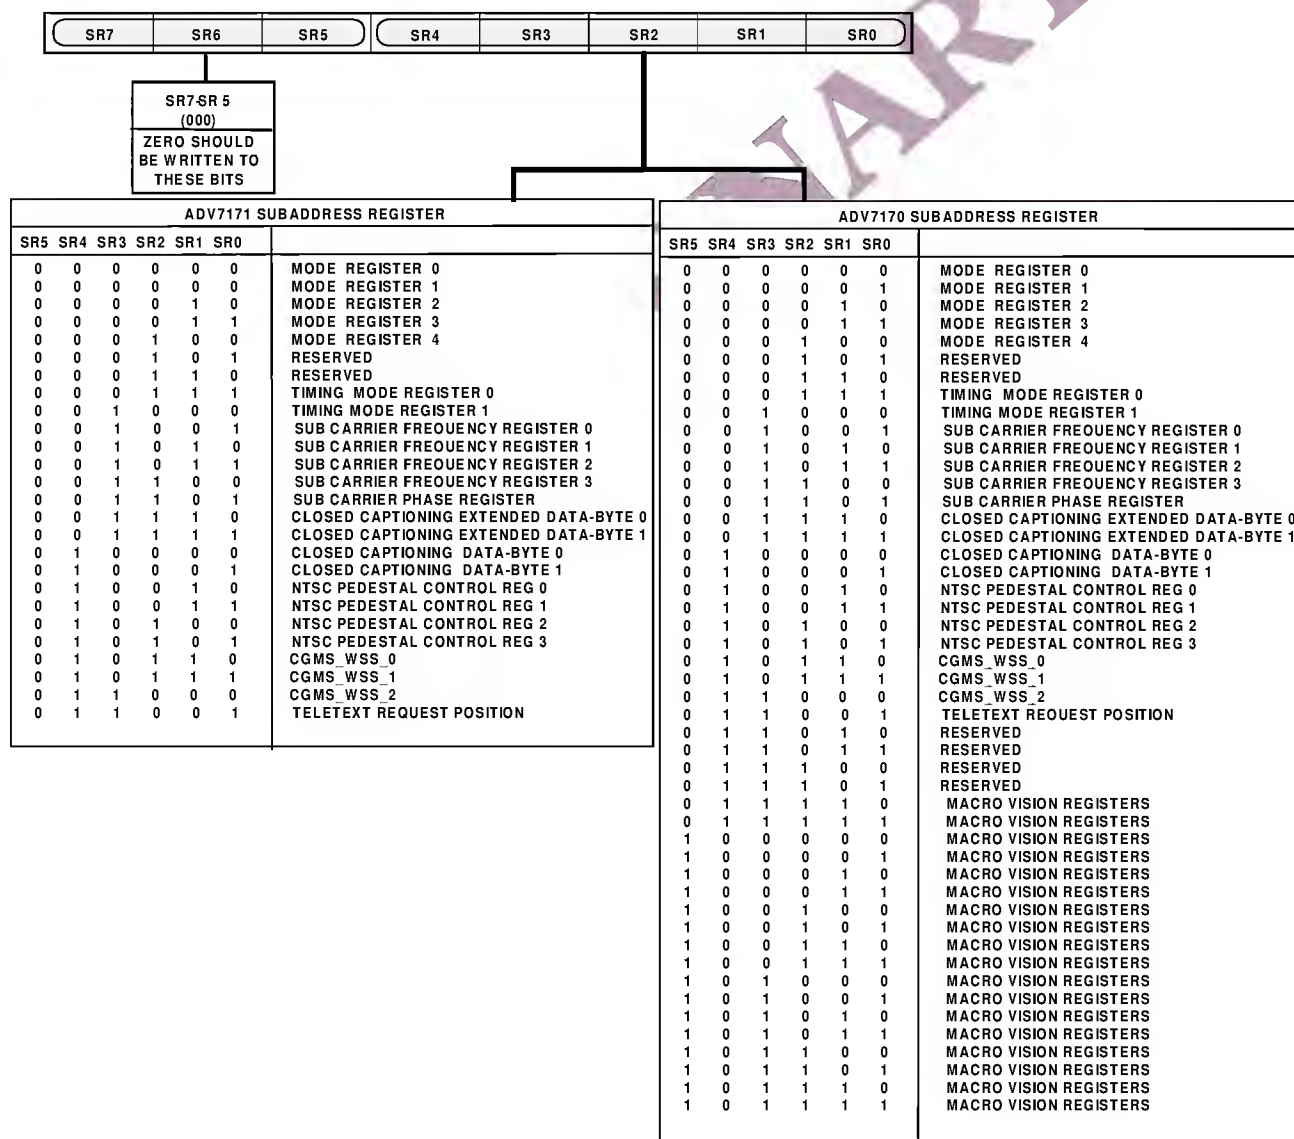 SR7 SR6 SR5 SR4 SR3 SR2 SR1 SR0
SR7-SR 5
(000)
ZERO SHOULD
BE WRITTEN TO
THESE BITS
ADV7171 SUBADDRESS REGISTER
SR5 SR4 SR3 SR2 SR1 SR0
0 0 0 0 0 0 MODE REGISTER 0
0 0 0 0 0 0 MODE REGISTER 1
0 0 0 0 1 0 MODE REGISTER 2
0 0 0 0 1 1 MODE REGISTER 3
0 0 0 1 0 0 MODE REGISTER 4
0 0 0 1 0 1 RESERVED
0 0 0 1 1 0 RESERVED
0 0 0 1 1 1 TIMING MODE REGISTER 0
0 0 1 0 0 0 TIMING MODE REGISTER 1
0 0 1 0 0 1 SUB CARRIER FREOUENCY REGISTER 0
0 0 1 0 1 0 SUB CARRIER FREOUENCY REGISTER 1
0 0 1 0 1 1 SUB CARRIER FREOUENCY REGISTER 2
0 0 1 1 0 0 SUB CARRIER FREOUENCY REGISTER 3
0 0 1 1 0 1 SUB CARRIER PHASE REGISTER
0 0 1 1 1 0 CLOSED CAPTIONING EXTENDED DATA-BYTE 0
0 0 1 1 1 1 CLOSED CAPTIONING EXTENDED DATA-BYTE 1
0 1 0 0 0 0 CLOSED CAPTIONING DATA-BYTE 0
0 1 0 0 0 1 CLOSED CAPTIONING DATA-BYTE 1
0 1 0 0 1 0 NTSC PEDESTAL CONTROL REG 0
0 1 0 0 1 1 NTSC PEDESTAL CONTROL REG 1
0 1 0 1 0 0 NTSC PEDESTAL CONTROL REG 2
0 1 0 1 0 1 NTSC PEDESTAL CONTROL REG 3
0 1 0 1 1 0 CGMS_WSS_0
0 1 0 1 1 1 CGMS_WSS_1
0 1 1 0 0 0 CGMS_WSS_2
0 1 1 0 0 1 TELETEXT REQUEST POSITION
ADV7170 SUBADDRESS REGISTER
SR5 SR4 SR3 SR2 SR1 SR0
0 0 0 0 0 0 MODE REGISTER 0
0 0 0 0 0 1 MODE REGISTER 1
0 0 0 0 1 0 MODE REGISTER 2
0 0 0 0 1 1 MODE REGISTER 3
0 0 0 1 0 0 MODE REGISTER 4
0 0 0 1 0 1 RESERVED
0 0 0 1 1 0 RESERVED
0 0 0 1 1 1 TIMING MODE REGISTER 0
0 0 1 0 0 0 TIMING MODE REGISTER 1
0 0 1 0 0 1 SUB CARRIER FREOUENCY REGISTER 0
0 0 1 0 1 0 SUB CARRIER FREOUENCY REGISTER 1
0 0 1 0 1 1 SUB CARRIER FREOUENCY REGISTER 2
0 0 1 1 0 0 SUB CARRIER FREOUENCY REGISTER 3
0 0 1 1 0 1 SUB CARRIER PHASE REGISTER
0 0 1 1 1 0 CLOSED CAPTIONING EXTENDED DATA-BYTE 0
0 0 1 1 1 1 CLOSED CAPTIONING EXTENDED DATA-BYTE 1
0 1 0 0 0 0 CLOSED CAPTIONING DATA-BYTE 0
0 1 0 0 0 1 CLOSED CAPTIONING DATA-BYTE 1
0 1 0 0 1 0 NTSC PEDESTAL CONTROL REG 0
0 1 0 0 1 1 NTSC PEDESTAL CONTROL REG 1
0 1 0 1 0 0 NTSC PEDESTAL CONTROL REG 2
0 1 0 1 0 1 NTSC PEDESTAL CONTROL REG 3
0 1 0 1 1 0 CGMS_WSS_0
0 1 0 1 1 1 CGMS_WSS_1
0 1 1 0 0 0 CGMS_WSS_2
0 1 1 0 0 1 TELETEXT REOUEST POSITION
0 1 1 0 1 0 RESERVED
0 1 1 0 1 1 RESERVED
0 1 1 1 0 0 RESERVED
0 1 1 1 0 1 RESERVED
0 1 1 1 1 0 MACRO VISION REGISTERS
0 1 1 1 1 1 MACRO VISION REGISTERS
1 0 0 0 0 0 MACRO VISION REGISTERS
1 0 0 0 0 1 MACRO VISION REGISTERS
1 0 0 0 1 0 MACRO VISION REGISTERS
1 0 0 0 1 1 MACRO VISION REGISTERS
1 0 0 1 0 0 MACRO VISION REGISTERS
1 0 0 1 0 1 MACRO VISION REGISTERS
1 0 0 1 1 0 MACRO VISION REGISTERS
1 0 0 1 1 1 MACRO VISION REGISTERS
1 0 1 0 0 0 MACRO VISION REGISTERS
1 0 1 0 0 1 MACRO VISION REGISTERS
1 0 1 0 1 0 MACRO VISION REGISTERS
1 0 1 0 1 1 MACRO VISION REGISTERS
1 0 1 1 0 0 MACRO VISION REGISTERS
1 0 1 1 0 1 MACRO VISION REGISTERS
1 0 1 1 1 0 MACRO VISION REGISTERS
1 0 1 1 1 1 MACRO VISION REGISTERS